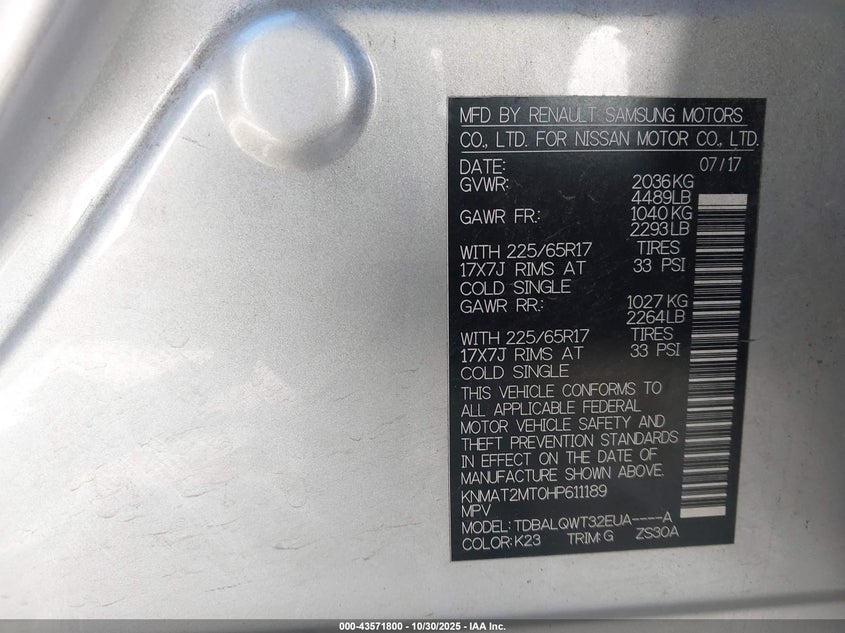 MFD BY RENAULT SAMSUNG MOTORS
CO., LTD. FOR NISSAN MOTOR CO., LTD.
DATE: 07/17
GVWR: 2036KG
4489LB
GAWR FR.: 1040KG
2293LB
WITH 225/65R17 TIRES
17X7J RIMS AT 33 PSI
COLD SINGLE
GAWR RR.: 1027KG
2264LB
WITH 225/65R17 TIRES
17X7J RIMS AT 33 PSI
COLD SINGLE
THIS VEHICLE CONFORMS TO
ALL APPLICABLE FEDERAL
MOTOR VEHICLE SAFETY AND
THEFT PREVENTION STANDARDS
IN EFFECT ON THE DATE OF
MANUFACTURE SHOWN ABOVE.
KNMAT2MT0HP611189
MPV
MODEL: TDBALQWT32EUA----A
COLOR: K23 TRIM: G ZS30A
000-43571800 - 10/30/2025 - IAA Inc.